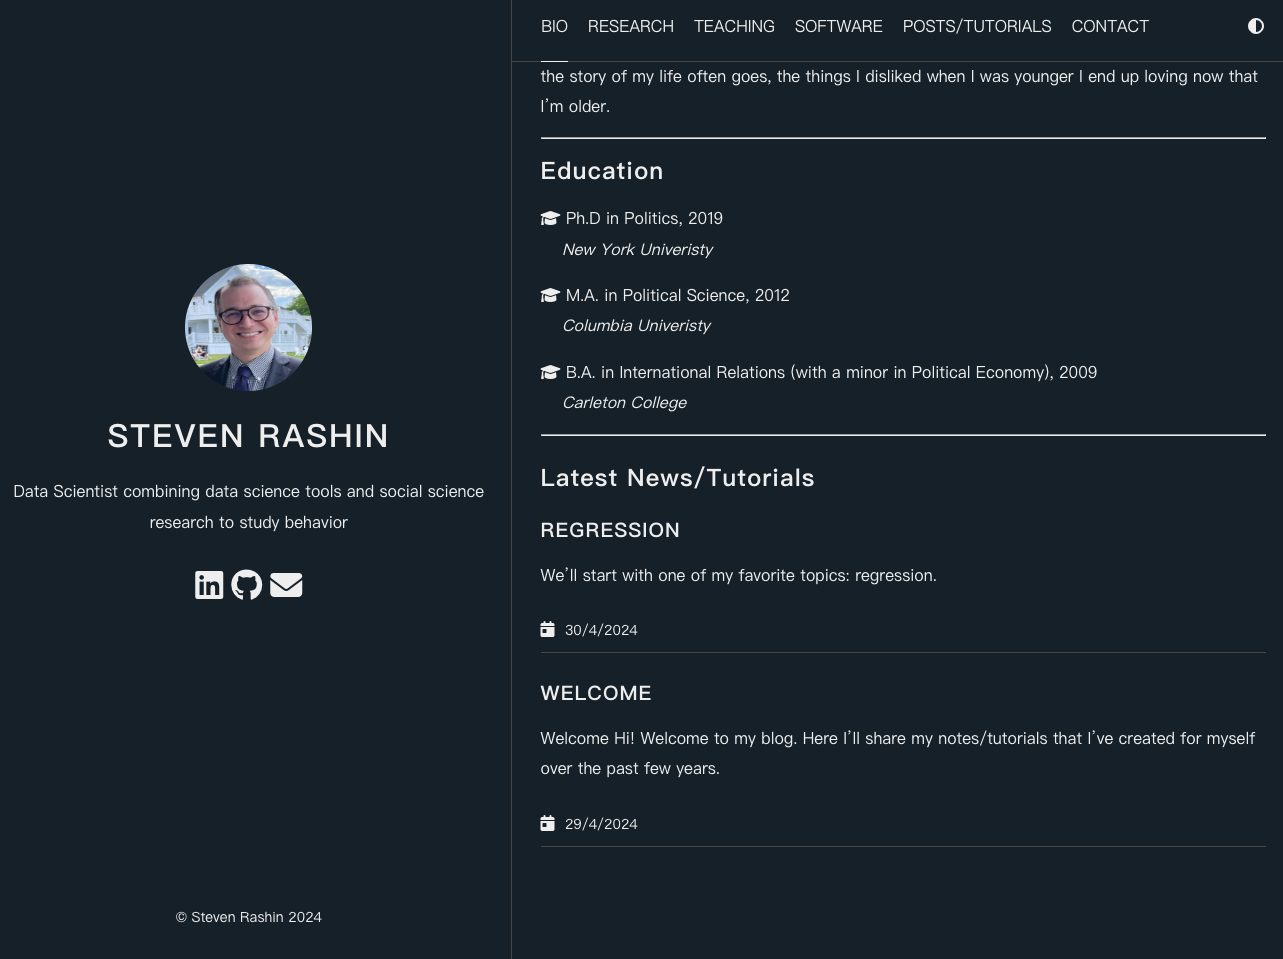 BIO RESEARCH TEACHING SOFTWARE POSTS/TUTORIALS CONTACT
STEVEN RASHIN
Data Scientist combining data science tools and social science
research to study behavior
© Steven Rashin 2024
the story of my life often goes, the things I disliked when I was younger I end up loving now that
I’m older.
Education
Ph.D in Politics, 2019
New York Univeristy
M.A. in Political Science, 2012
Columbia Univeristy
B.A. in International Relations (with a minor in Political Economy), 2009
Carleton College
Latest News/Tutorials
REGRESSION
We’ll start with one of my favorite topics: regression.
30/4/2024
WELCOME
Welcome Hi! Welcome to my blog. Here I’ll share my notes/tutorials that I’ve created for myself
over the past few years.
29/4/2024